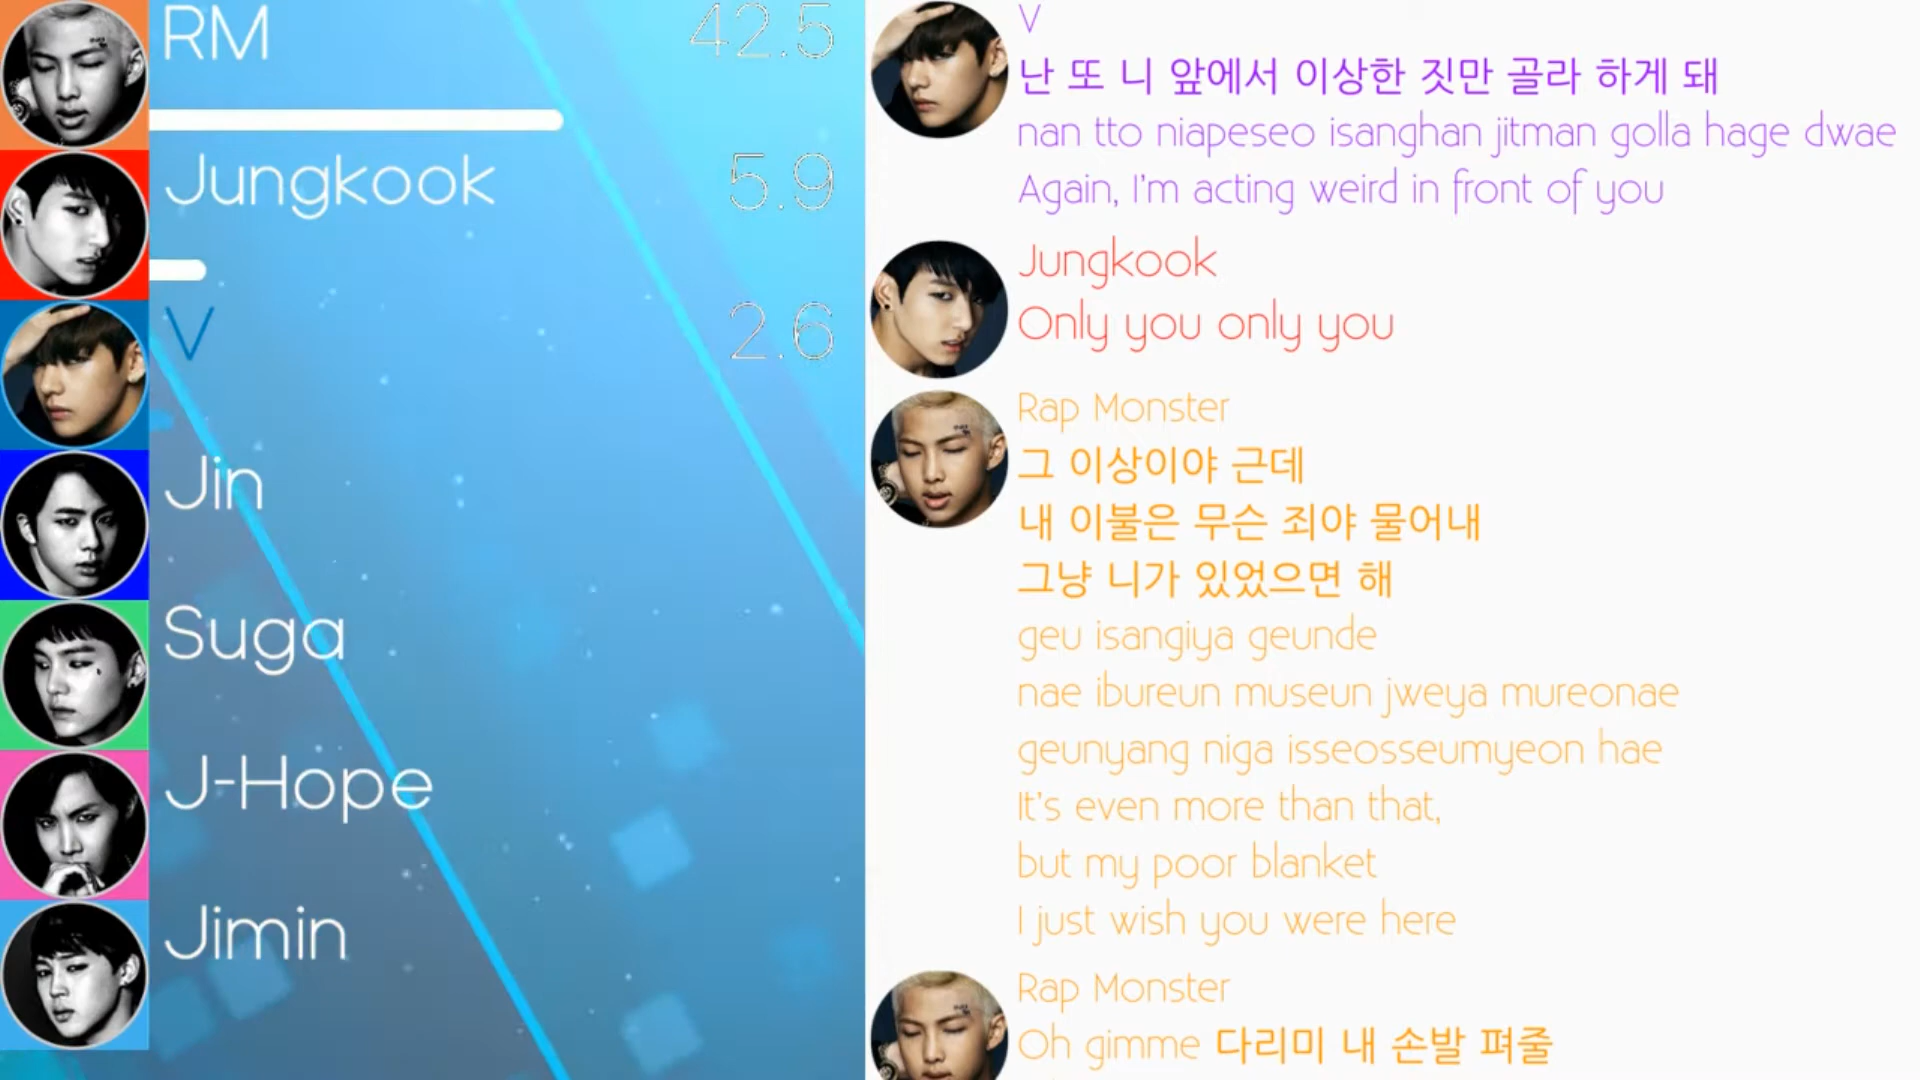 RM
42.5
Jungkook
5.9
V
2.6
Jin
Suga
J-Hope
Jimin
V
난 또 니 앞에서 이상한 짓만 골라 하게 돼
nan tto niapeseo isanghan jitman golla hage dwae
Again, I'm acting weird in front of you
Jungkook
Only you only you
Rap Monster
그 이상이야 근데
내 이불은 무슨 죄야 물어내
그냥 니가 있었으면 해
geu isangiya geunde
nae ibureun museun jweya mureonae
geunyang niga isseosseumyeon hae
It's even more than that,
but my poor blanket
I just wish you were here
Rap Monster
Oh gimme 다리미 내 손발 펴줄